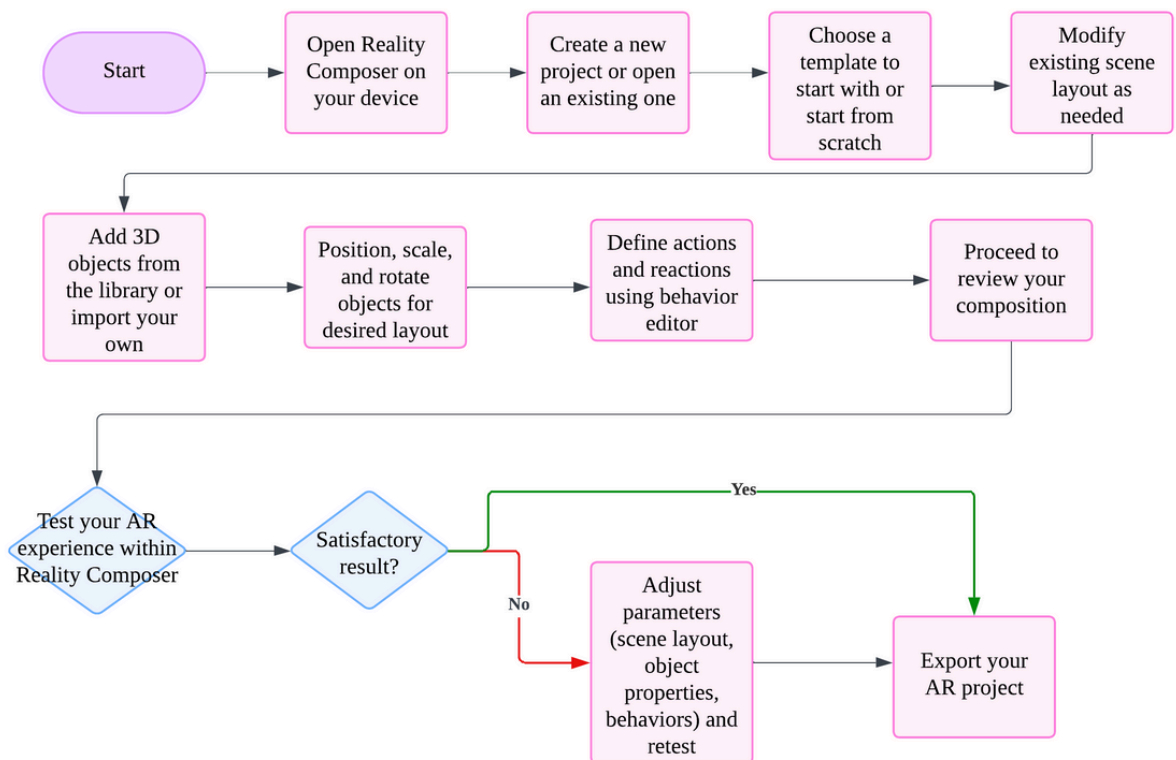 Start
Open Reality
Composer on
your device
Create a new
project or open
an existing one
Choose a
template to
start with or
start from
scratch
Modify
existing scene
layout as
needed
Add 3D
objects from
the library or
import your
own
Position, scale,
and rotate
objects for
desired layout
Define actions
and reactions
using behavior
editor
Proceed to
review your
composition
Test your AR
experience within
Reality Composer
Satisfactory
result?
Yes
No
Adjust
parameters
(scene layout,
object
properties,
behaviors) and
retest
Export your
AR project